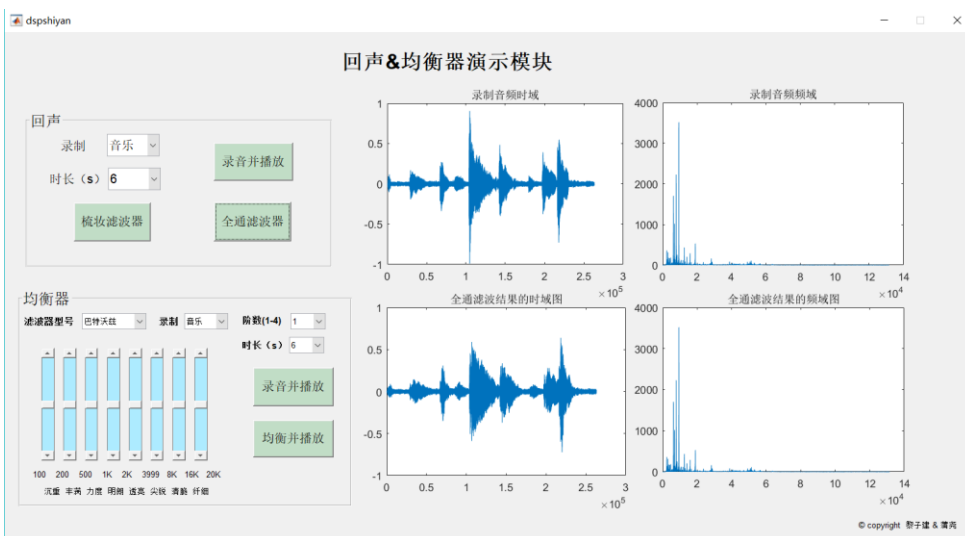 dspshiyan
回声&均衡器演示模块
回声
录制 音乐
时长（s） 6
录音并播放
梳妆滤波器
全通滤波器
均衡器
滤波器型号 巴特沃兹 录制 音乐 阶数(1-4) 1
时长（s） 6
录音并播放
均衡并播放
100 200 500 1K 2K 3999 8K 16K 20K
沉重 丰芮 力度 明朗 透亮 尖锐 清脆 纤细
录制音频时域
1
0.5
0
-0.5
-1
0 0.5 1 1.5 2 2.5 3
×10^5
录制音频频域
4000
3000
2000
1000
0
0 2 4 6 8 10 12 14
×10^4
全通滤波结果的时域图
1
0.5
0
-0.5
-1
0 0.5 1 1.5 2 2.5 3
×10^5
全通滤波结果的频域图
4000
3000
2000
1000
0
0 2 4 6 8 10 12 14
×10^4
© copyright 黎子建 &